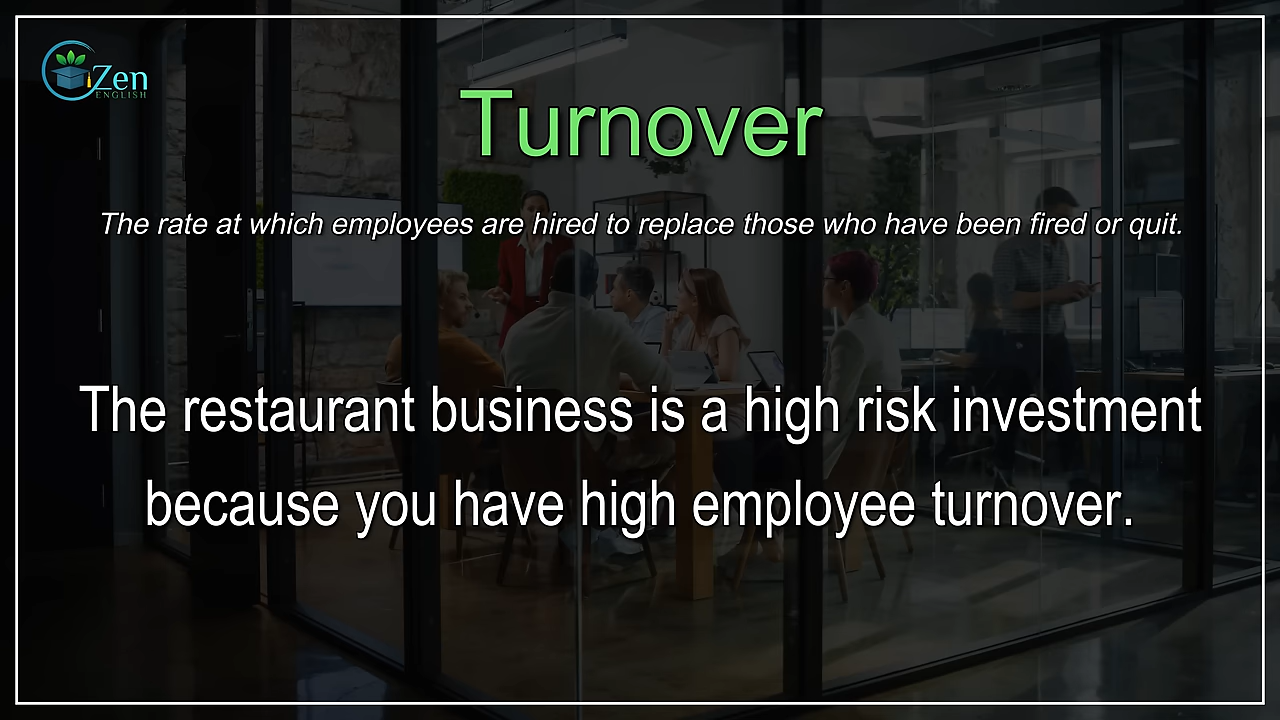 Zen
ENGLISH
Turnover
The rate at which employees are hired to replace those who have been fired or quit.
The restaurant business is a high risk investment
because you have high employee turnover.